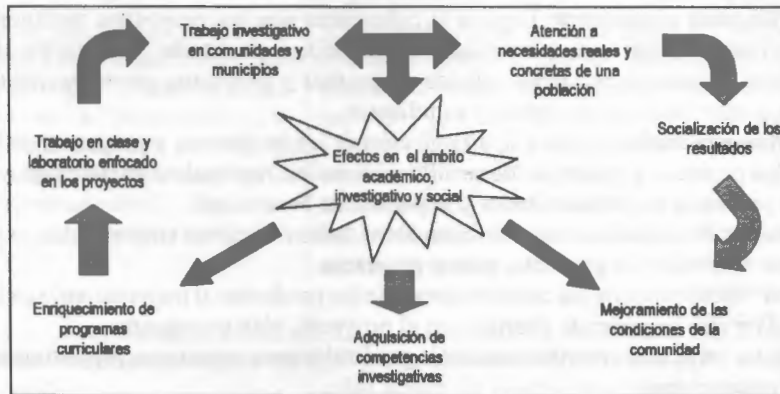 Trabajo investigativo
en comunidades y
municipios
Atención a
necesidades reales y
concretas de una
población
Trabajo en clase y
laboratorio enfocado
en los proyectos
Efectos en el ámbito
académico,
investigativo y social
Socialización de los
resultados
Enriquecimiento de
programas
curriculares
Adquisición de
competencias
investigativas
Mejoramiento de las
condiciones de la
comunidad